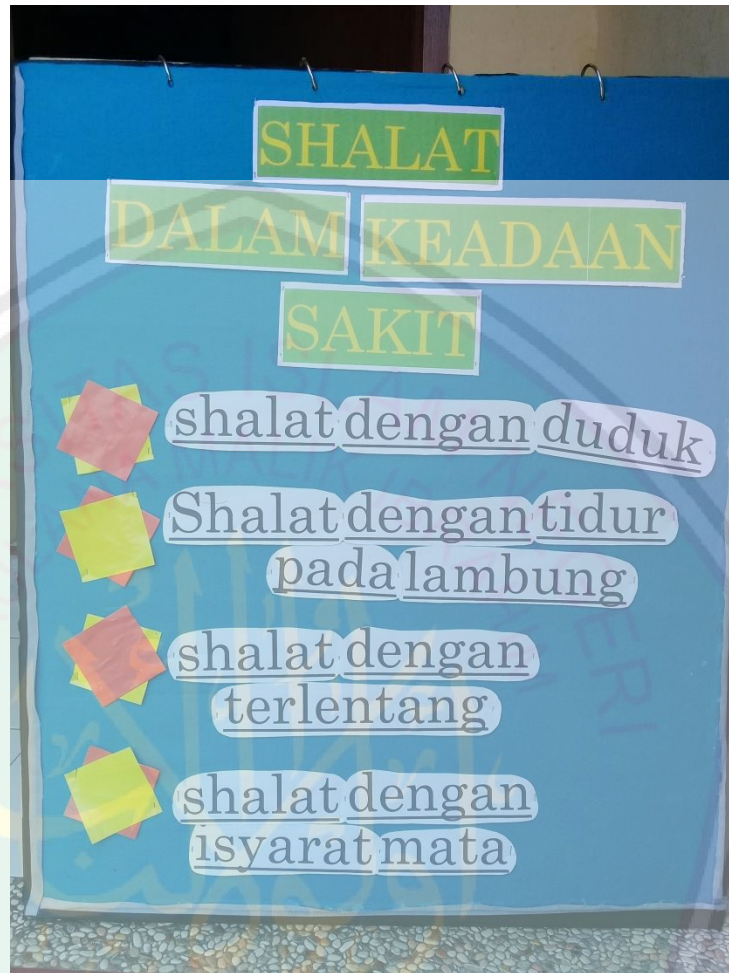 SHALAT
DALAM KEADAAN
SAKIT
shalat dengan duduk
Shalat dengan tidur
pada lambung
shalat dengan
terlentang
shalat dengan
isyarat mata